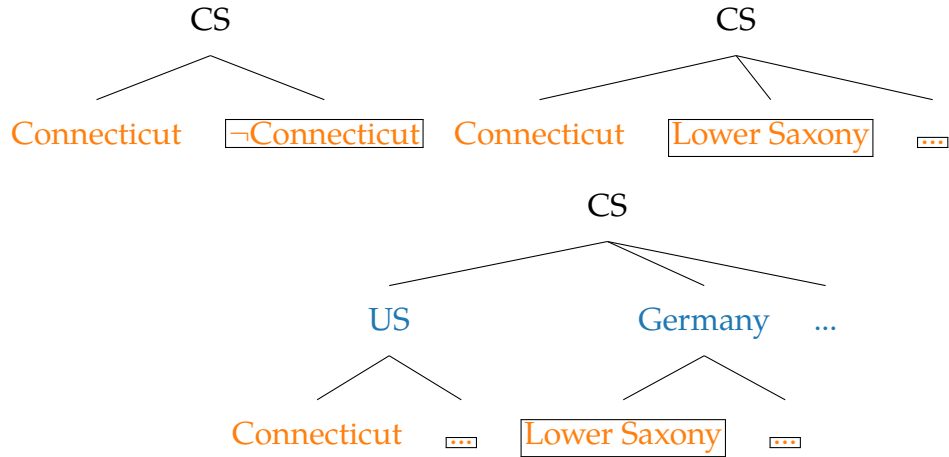 CS CS
Connecticut ¬Connecticut Connecticut Lower Saxony ...
CS
US Germany ...
Connecticut ... Lower Saxony ...